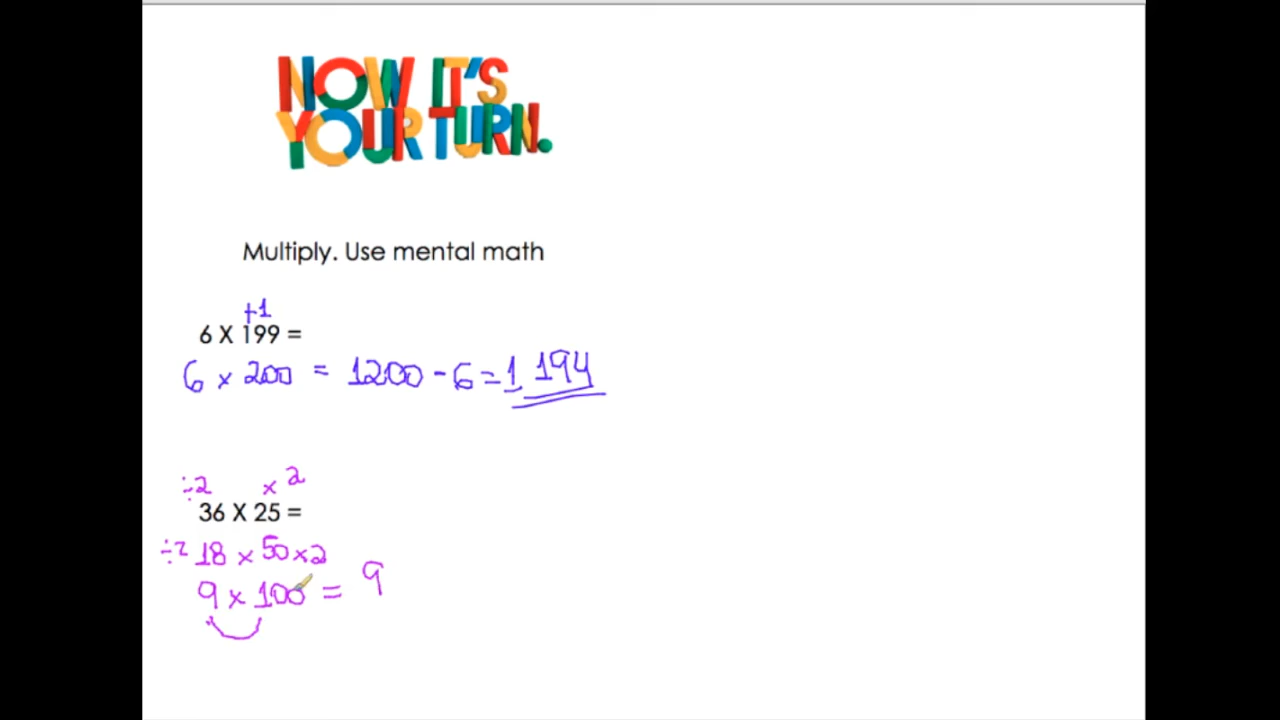 NOW IT'S
YOUR TURN.
Multiply. Use mental math
+1
6 X 199 =
6 x 200 = 1200 - 6 = 1 194
÷2 x 2
36 X 25 =
÷2 18 x 50 x 2
9 x 100 = 9